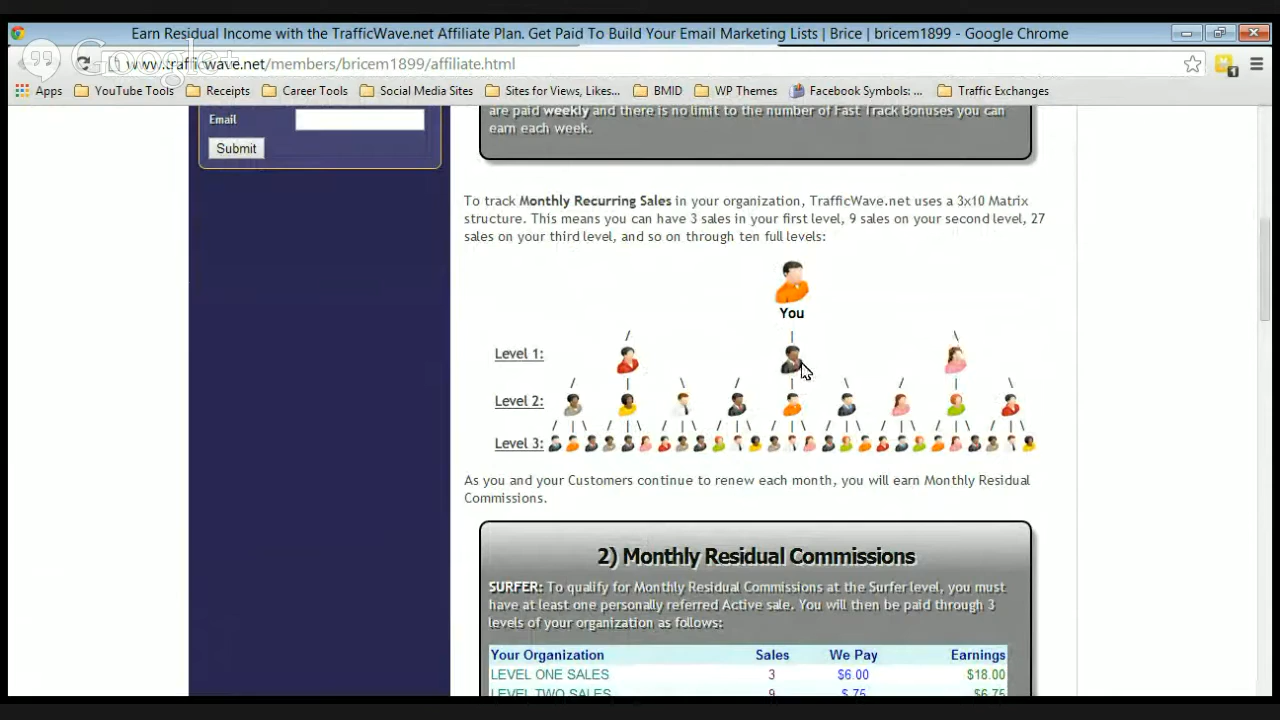 Earn Residual Income with the TrafficWave.net Affiliate Plan. Get Paid To Build Your Email Marketing Lists | Brice | bricem1899 - Google Chrome
Google+
www.trafficwave.net/members/bricem1899/affiliate.html
1
Apps YouTube Tools Receipts Career Tools Social Media Sites Sites for Views, Likes... BMID WP Themes Facebook Symbols: ... Traffic Exchanges
Email
Submit
are paid weekly and there is no limit to the number of Fast Track Bonuses you can
earn each week.
To track Monthly Recurring Sales in your organization, TrafficWave.net uses a 3x10 Matrix
structure. This means you can have 3 sales in your first level, 9 sales on your second level, 27
sales on your third level, and so on through ten full levels:
You
Level 1:
Level 2:
Level 3:
As you and your Customers continue to renew each month, you will earn Monthly Residual
Commissions.
2) Monthly Residual Commissions
SURFER: To qualify for Monthly Residual Commissions at the Surfer level, you must
have at least one personally referred Active sale. You will then be paid through 3
levels of your organization as follows:
Your Organization Sales We Pay Earnings
LEVEL ONE SALES 3 $6.00 $18.00
LEVEL TWO SALES 9 $.75 $6.75